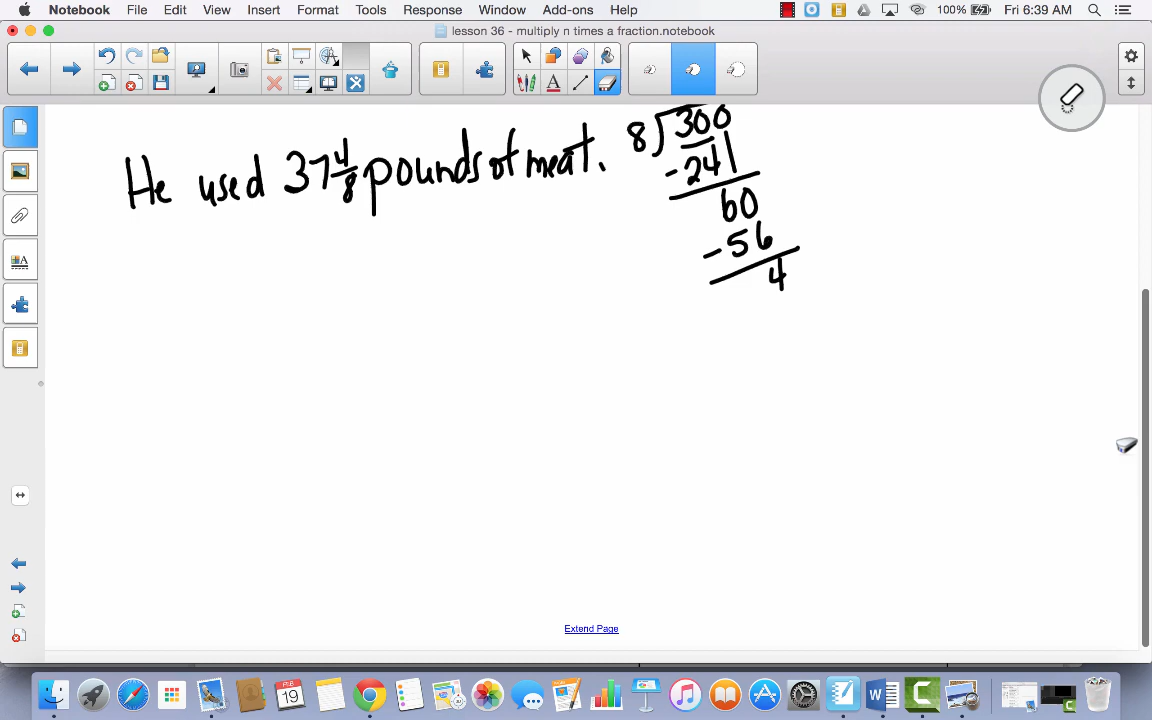 Notebook File Edit View Insert Format Tools Response Window Add-ons Help 100% Fri 6:39 AM
lesson 36 - multiply n times a fraction.notebook
He used 37 4/8 pounds of meat.
8 300
- 24
60
- 56
4
Extend Page
FEB
19